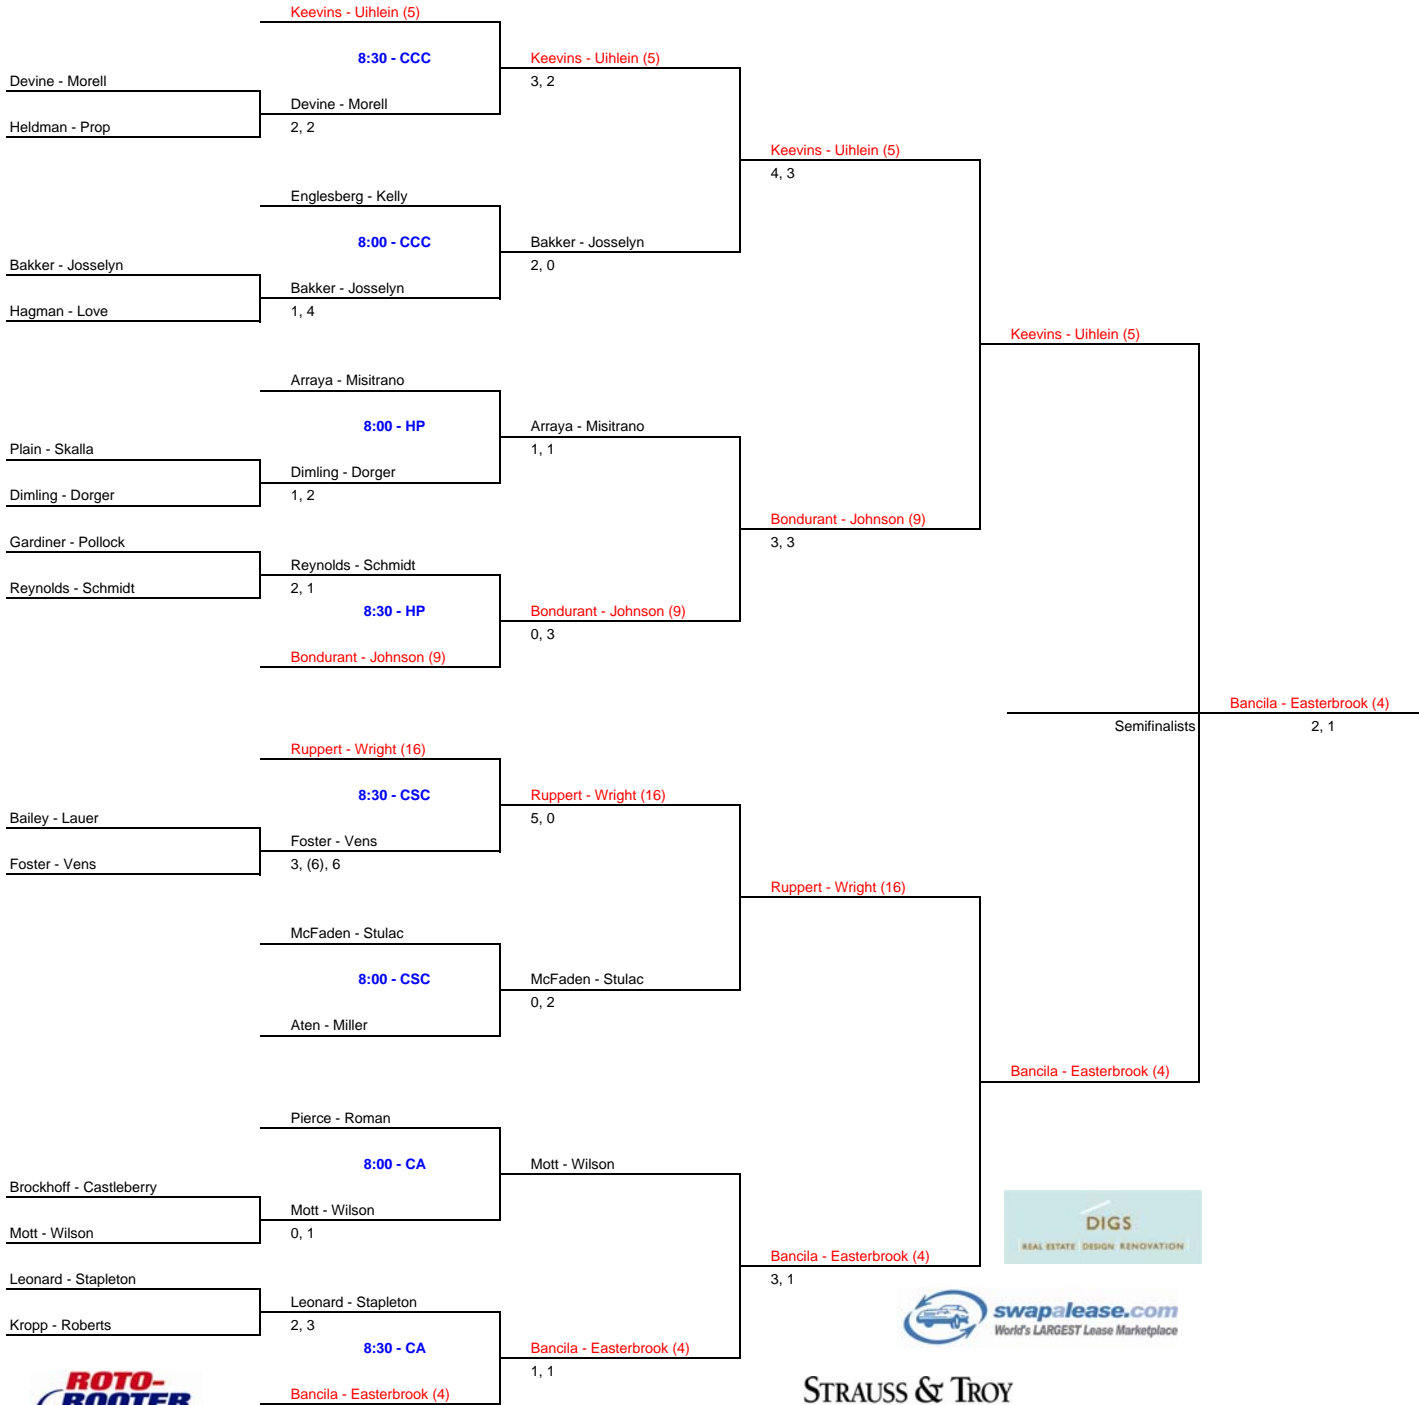 Keevins - Uihlein (5)
8:30 - CCC
Keevins - Uihlein (5)
3, 2
Devine - Morell
Devine - Morell
Heldman - Prop
2, 2
Keevins - Uihlein (5)
4, 3
Englesberg - Kelly
8:00 - CCC
Bakker - Josselyn
2, 0
Bakker - Josselyn
Bakker - Josselyn
Hagman - Love
1, 4
Keevins - Uihlein (5)
Arraya - Misitrano
8:00 - HP
Arraya - Misitrano
1, 1
Plain - Skalla
Dimling - Dorger
Dimling - Dorger
1, 2
Bondurant - Johnson (9)
3, 3
Gardiner - Pollock
Reynolds - Schmidt
Reynolds - Schmidt
2, 1
8:30 - HP
Bondurant - Johnson (9)
0, 3
Bondurant - Johnson (9)
Bancila - Easterbrook (4)
Semifinalists
2, 1
Ruppert - Wright (16)
8:30 - CSC
Ruppert - Wright (16)
5, 0
Bailey - Lauer
Foster - Vens
Foster - Vens
3, (6), 6
Ruppert - Wright (16)
McFaden - Stulac
8:00 - CSC
McFaden - Stulac
0, 2
Aten - Miller
Bancila - Easterbrook (4)
Pierce - Roman
8:00 - CA
Mott - Wilson
Brockhoff - Castleberry
Mott - Wilson
Mott - Wilson
0, 1
DIGS
REAL ESTATE DESIGN RENOVATION
Bancila - Easterbrook (4)
3, 1
Leonard - Stapleton
Leonard - Stapleton
Kropp - Roberts
2, 3
swapalease.com
World's LARGEST Lease Marketplace
8:30 - CA
Bancila - Easterbrook (4)
1, 1
Bancila - Easterbrook (4)
ROTO-
ROOTER
STRAUSS & TROY